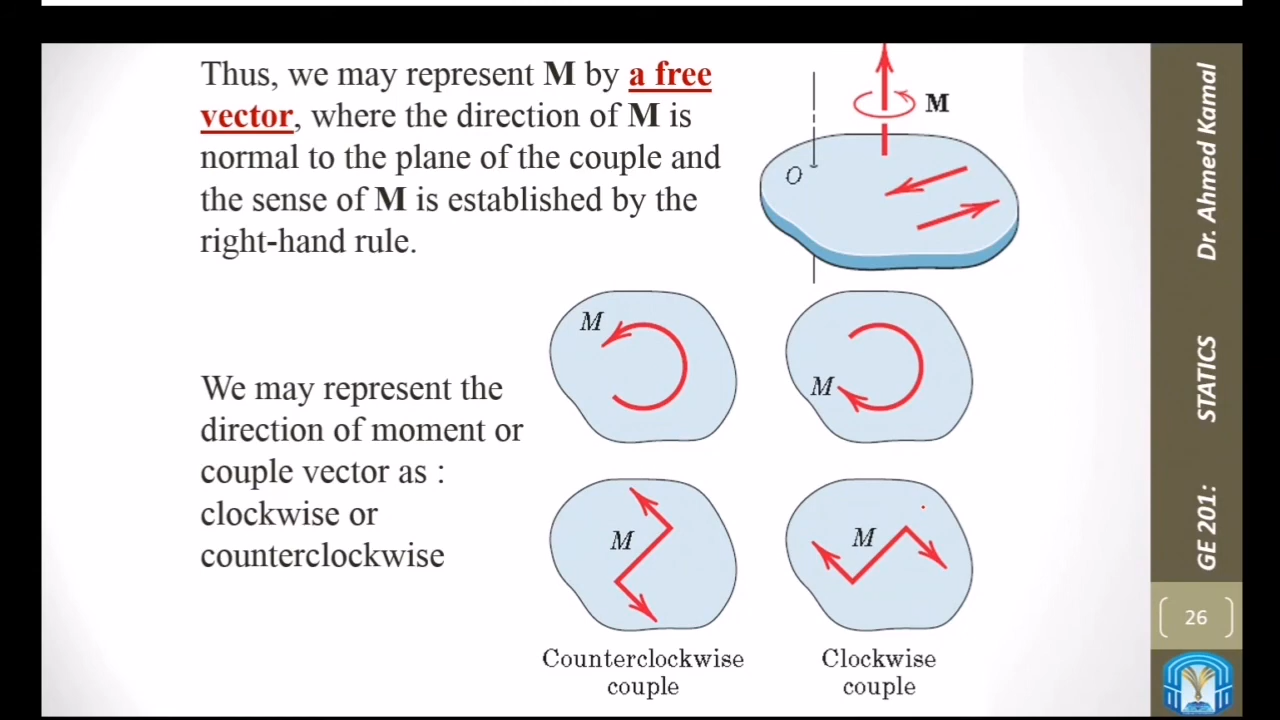 Thus, we may represent M by a free
vector, where the direction of M is
normal to the plane of the couple and
the sense of M is established by the
right-hand rule.
M
O
We may represent the
direction of moment or
couple vector as :
clockwise or
counterclockwise
M
M
M
M
Counterclockwise
couple
Clockwise
couple
GE 201: STATICS Dr. Ahmed Kamal
26